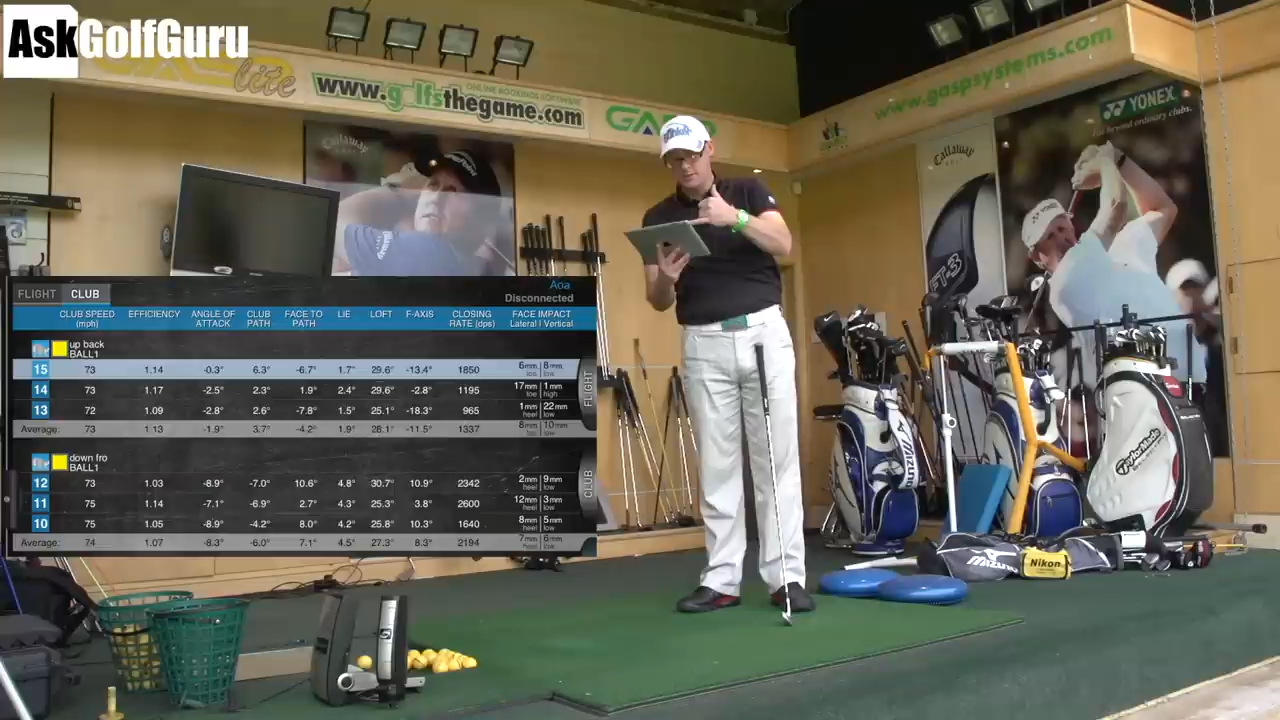 AskGolfGuru
lite
ONLINE BOOKINGS SOFTWARE
www.golfsthegame.com
GASP
www.gaspsystems.com
YONEX
Far beyond ordinary clubs.
Callaway
GOLF
Callaway
GOLF
FT-3
YONEX
MIZUNO
TaylorMade
MIZUNO
Nikon
FLIGHT CLUB
Aoa
Disconnected
CLUB SPEED (mph) EFFICIENCY ANGLE OF ATTACK CLUB PATH FACE TO PATH LIE LOFT F-AXIS CLOSING RATE (dps) FACE IMPACT Lateral | Vertical
up back
BALL1
15 73 1.14 -0.3° 6.3° -6.7° 1.7° 29.6° -13.4° 1850 6mm toe 8mm low
14 73 1.17 -2.5° 2.3° 1.9° 2.4° 29.6° -2.8° 1195 17mm toe 1mm high
13 72 1.09 -2.8° 2.6° -7.8° 1.5° 25.1° -18.3° 965 1mm heel 22mm low
Average: 73 1.13 -1.9° 3.7° -4.2° 1.9° 28.1° -11.5° 1337 8mm toe 10mm low
down fro
BALL1
12 73 1.03 -8.9° -7.0° 10.6° 4.8° 30.7° 10.9° 2342 2mm heel 9mm low
11 75 1.14 -7.1° -6.9° 2.7° 4.3° 25.3° 3.8° 2600 12mm heel 3mm low
10 75 1.05 -8.9° -4.2° 8.0° 4.2° 25.8° 10.3° 1640 8mm heel 5mm low
Average: 74 1.07 -8.3° -6.0° 7.1° 4.5° 27.3° 8.3° 2194 7mm heel 6mm low
FLIGHT
CLUB